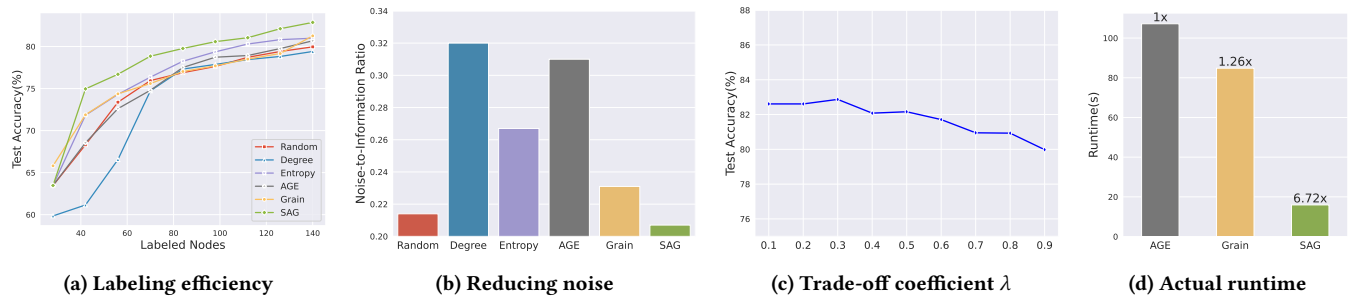 Test Accuracy(%)
80
75
70
65
60
40
60
80
100
120
140
Labeled Nodes
Random
Degree
Entropy
AGE
Grain
SAG
(a) Labeling efficiency
Noise-to-Information Ratio
0.34
0.32
0.30
0.28
0.26
0.24
0.22
0.20
Random
Degree
Entropy
AGE
Grain
SAG
(b) Reducing noise
Test Accuracy(%)
88
86
84
82
80
78
76
0.1
0.2
0.3
0.4
0.5
0.6
0.7
0.8
0.9
(c) Trade-off coefficient λ
Runtime(s)
100
80
60
40
20
0
1x
1.26x
6.72x
AGE
Grain
SAG
(d) Actual runtime